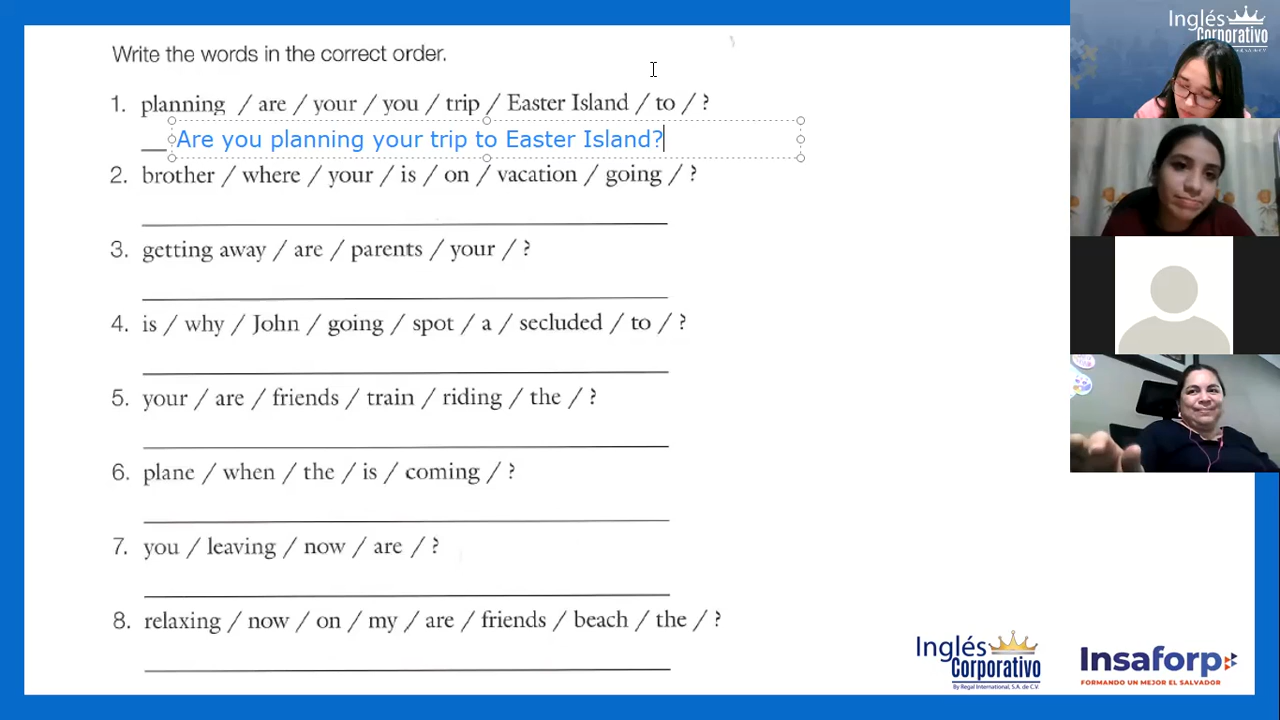 Write the words in the correct order.
1. planning / are / your / you / trip / Easter Island / to / ?
Are you planning your trip to Easter Island?
2. brother / where / your / is / on / vacation / going / ?
3. getting away / are / parents / your / ?
4. is / why / John / going / spot / a / secluded / to / ?
5. your / are / friends / train / riding / the / ?
6. plane / when / the / is / coming / ?
7. you / leaving / now / are / ?
8. relaxing / now / on / my / are / friends / beach / the / ?
Inglés
Corporativo
By Regal International, S.A. de C.V.
Insaforp
FORMANDO UN MEJOR EL SALVADOR
Inglés
Corporativo